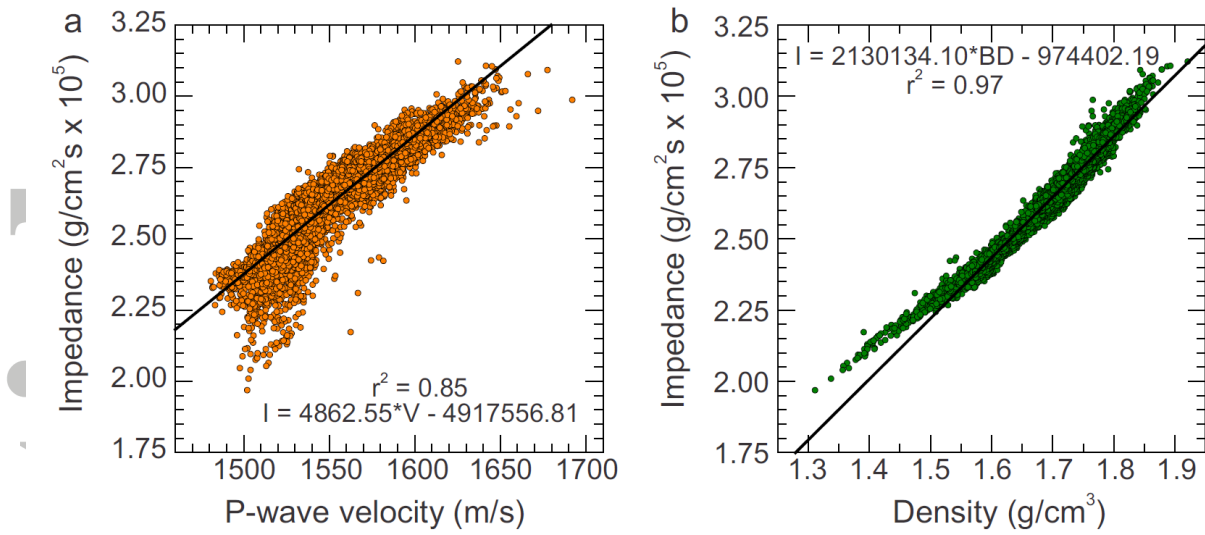 a
3.25
3.00
2.75
2.50
2.25
2.00
1.75
Impedance (g/cm²s x 10⁵)
r² = 0.85
I = 4862.55*V - 4917556.81
1500 1550 1600 1650 1700
P-wave velocity (m/s)
b
3.25
3.00
2.75
2.50
2.25
2.00
1.75
Impedance (g/cm²s x 10⁵)
I = 2130134.10*BD - 974402.19
r² = 0.97
1.3 1.4 1.5 1.6 1.7 1.8 1.9
Density (g/cm³)